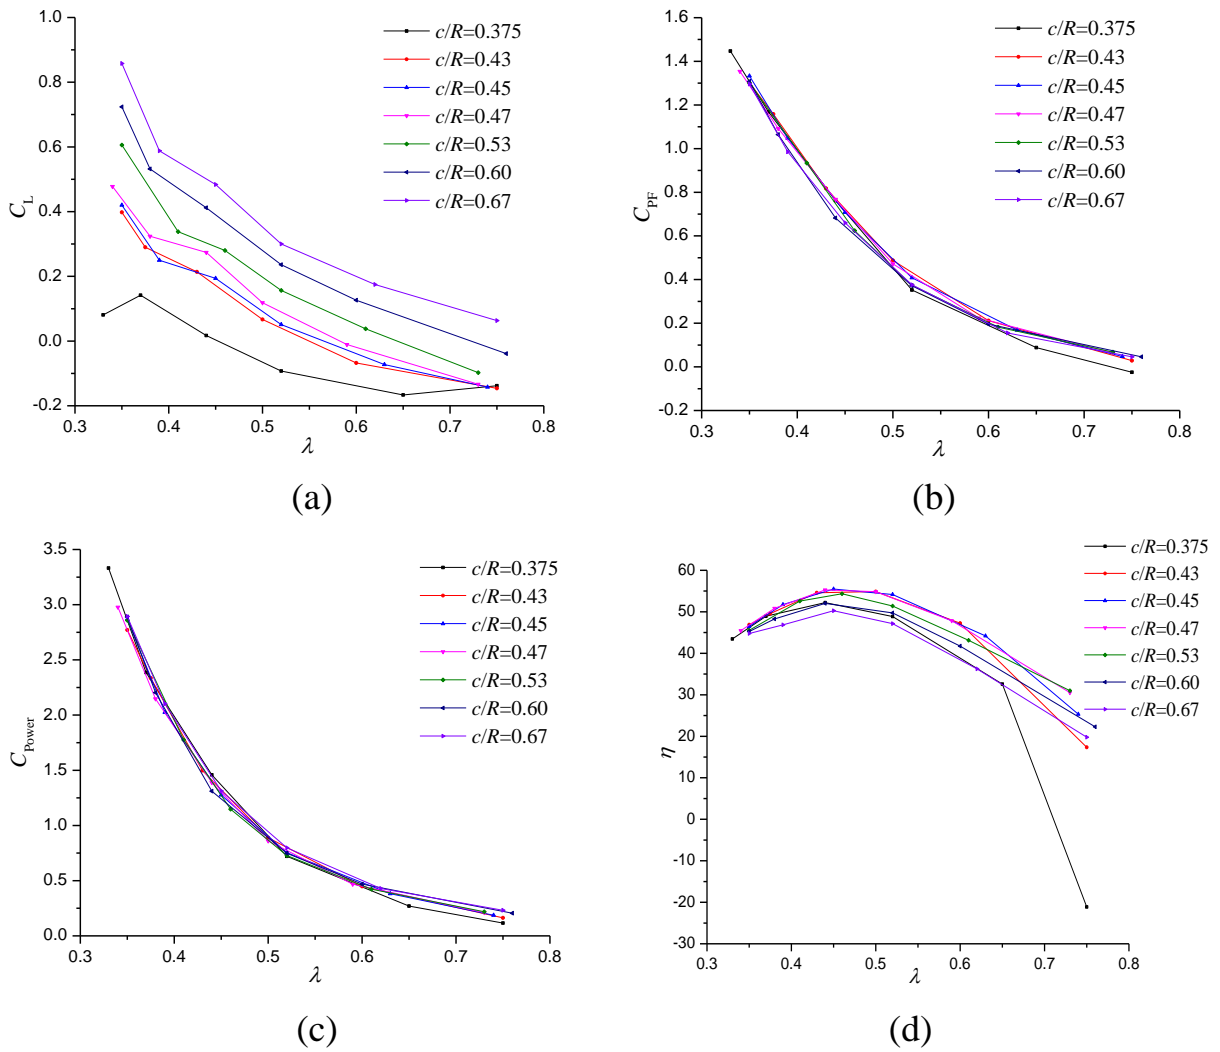 1.0
0.8
0.6
0.4
0.2
0.0
-0.2
C_L
0.3 0.4 0.5 0.6 0.7 0.8
λ
c/R=0.375
c/R=0.43
c/R=0.45
c/R=0.47
c/R=0.53
c/R=0.60
c/R=0.67
(a)
1.6
1.4
1.2
1.0
0.8
0.6
0.4
0.2
0.0
-0.2
C_PF
0.3 0.4 0.5 0.6 0.7 0.8
λ
c/R=0.375
c/R=0.43
c/R=0.45
c/R=0.47
c/R=0.53
c/R=0.60
c/R=0.67
(b)
3.5
3.0
2.5
2.0
1.5
1.0
0.5
0.0
C_Power
0.3 0.4 0.5 0.6 0.7 0.8
λ
c/R=0.375
c/R=0.43
c/R=0.45
c/R=0.47
c/R=0.53
c/R=0.60
c/R=0.67
(c)
60
50
40
30
20
10
0
-10
-20
-30
η
0.3 0.4 0.5 0.6 0.7 0.8
λ
c/R=0.375
c/R=0.43
c/R=0.45
c/R=0.47
c/R=0.53
c/R=0.60
c/R=0.67
(d)